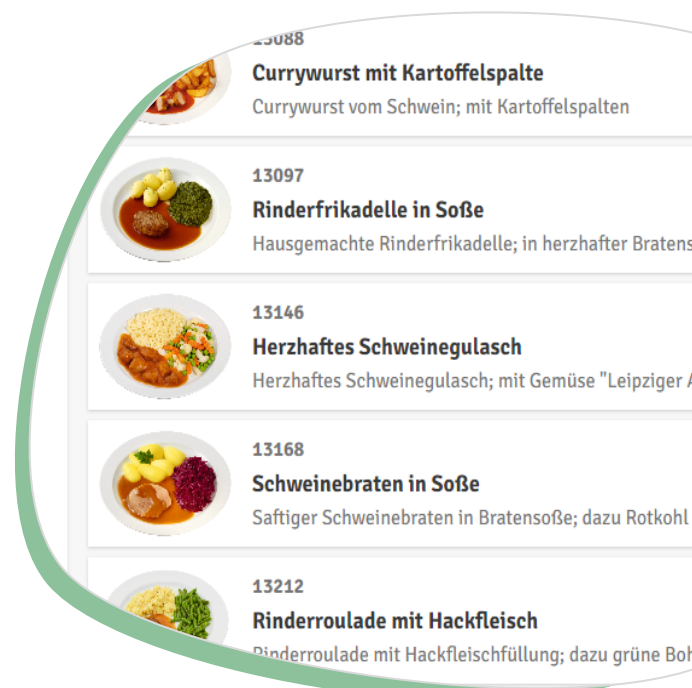 13088
Currywurst mit Kartoffelspalte
Currywurst vom Schwein; mit Kartoffelspalten
13097
Rinderfrikadelle in Soße
Hausgemachte Rinderfrikadelle; in herzhafter
13146
Herzhaftes Schweinegulasch
Herzhaftes Schweinegulasch; mit Gemüse "Leipziger
13168
Schweinebraten in Soße
Saftiger Schweinebraten in Bratensoße; dazu Rotkohl
13212
Rinderroulade mit Hackfleisch
Rinderroulade mit Hackfleischfüllung; dazu grüne